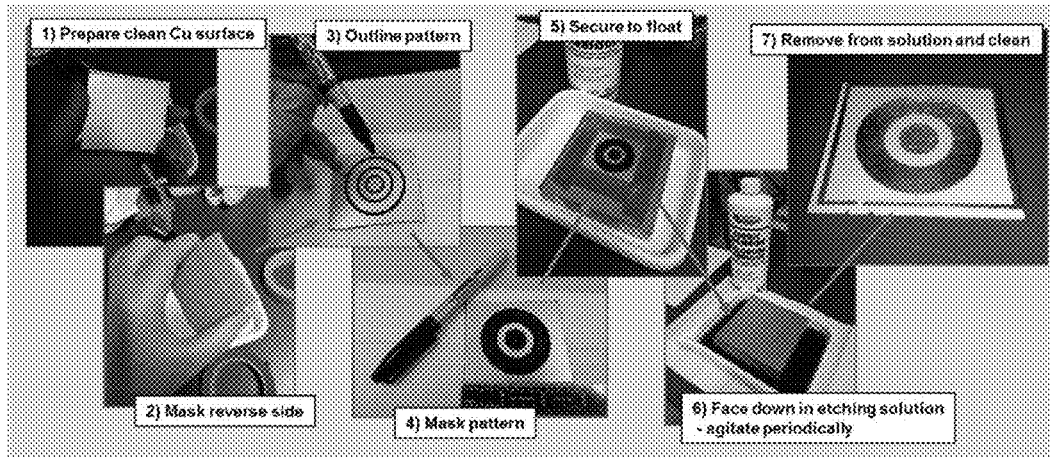 1) Prepare clean Cu surface
2) Mask reverse side
3) Outline pattern
4) Mask pattern
5) Secure to float
6) Face down in etching solution
- agitate periodically
7) Remove from solution and clean